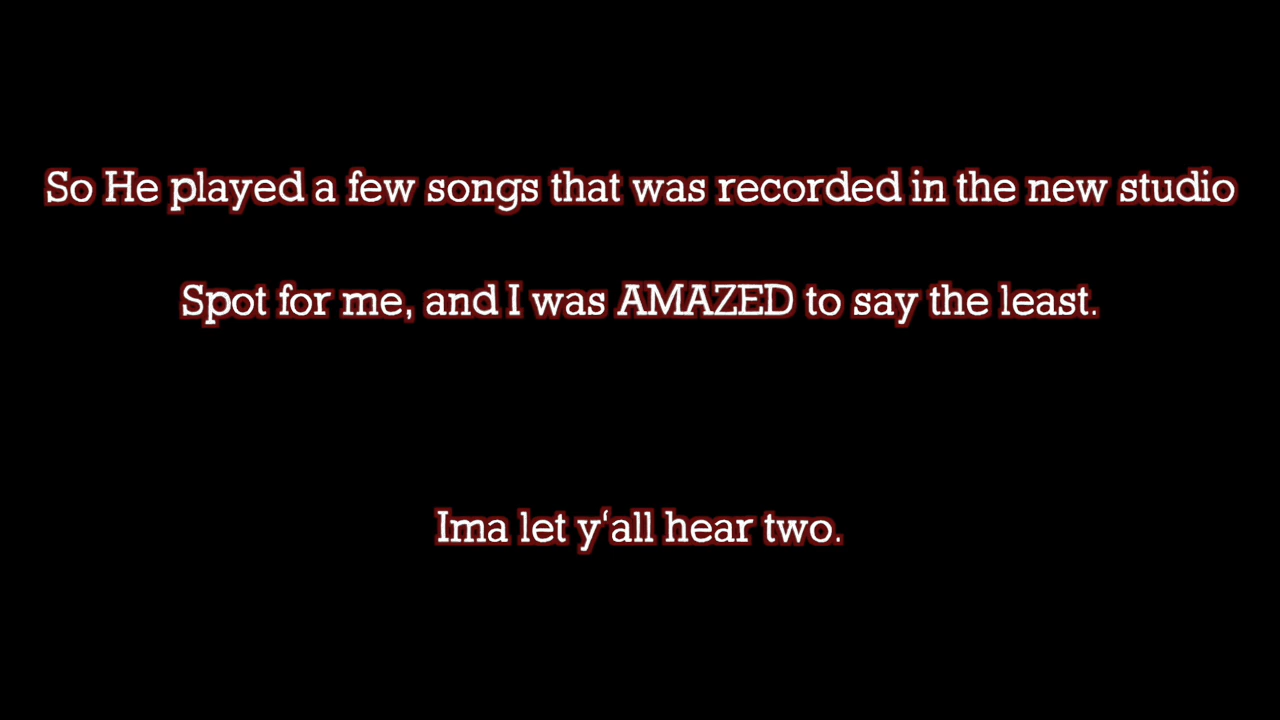 So He played a few songs that was recorded in the new studio
Spot for me, and I was AMAZED to say the least.
Ima let y‘all hear two.